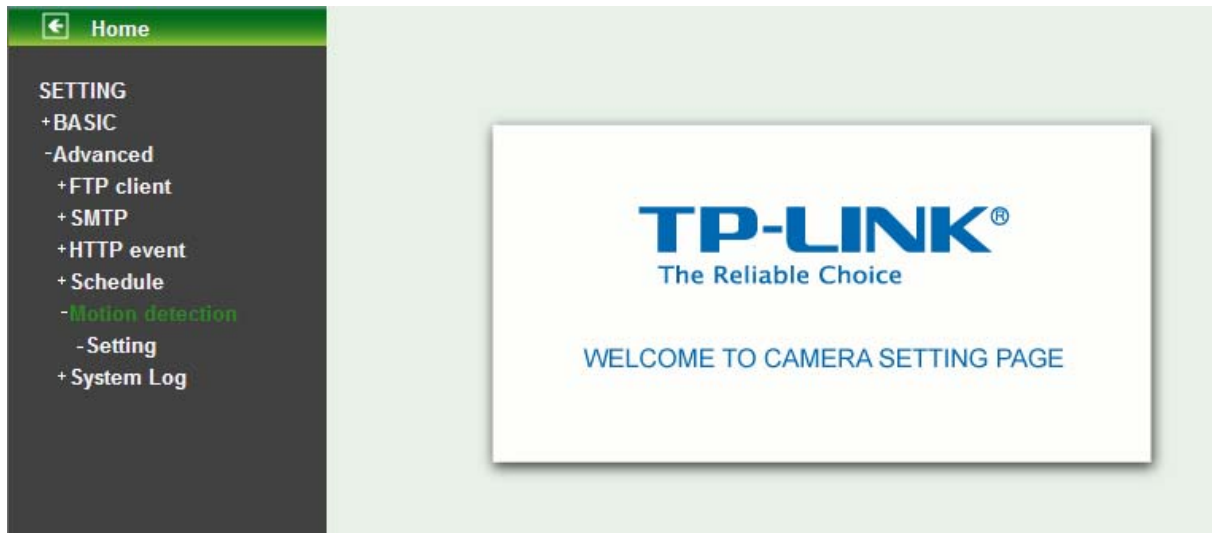 Home
SETTING
+BASIC
-Advanced
+FTP client
+SMTP
+HTTP event
+Schedule
-Motion detection
-Setting
+System Log
TP-LINK®
The Reliable Choice
WELCOME TO CAMERA SETTING PAGE